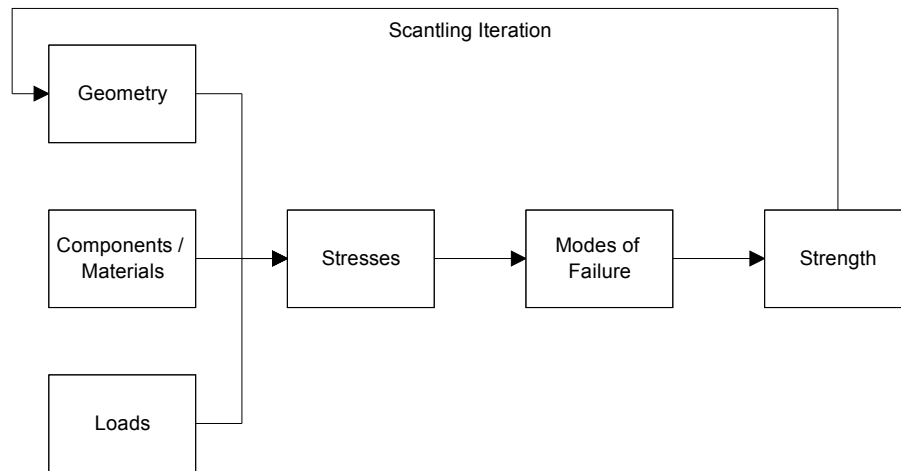 Scantling Iteration
Geometry
Components /
Materials
Stresses
Modes of
Failure
Strength
Loads